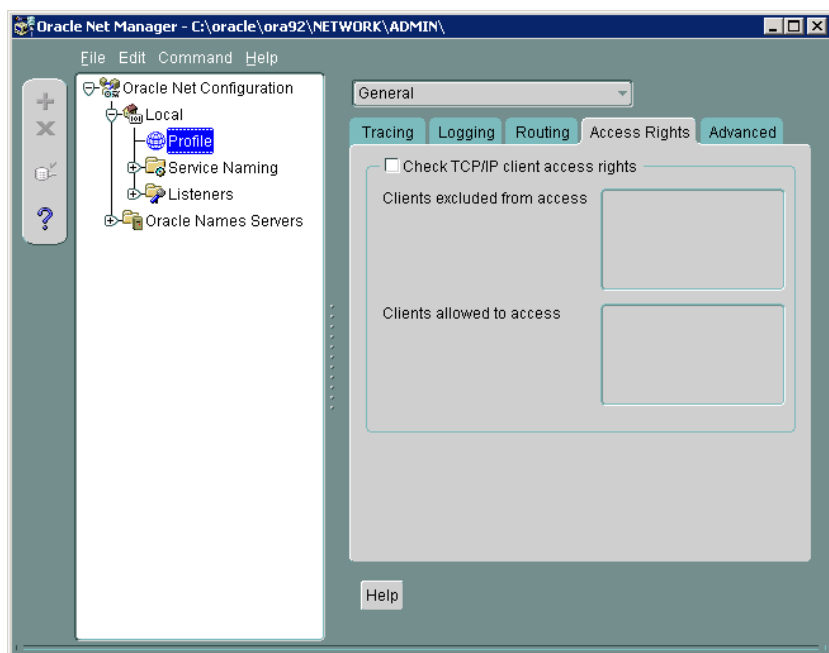 Oracle Net Manager - C:\oracle\ora92\NETWORK\ADMIN\
File Edit Command Help
Oracle Net Configuration
Local
Profile
Service Naming
Listeners
Oracle Names Servers
General
Tracing Logging Routing Access Rights Advanced
Check TCP/IP client access rights
Clients excluded from access
Clients allowed to access
Help